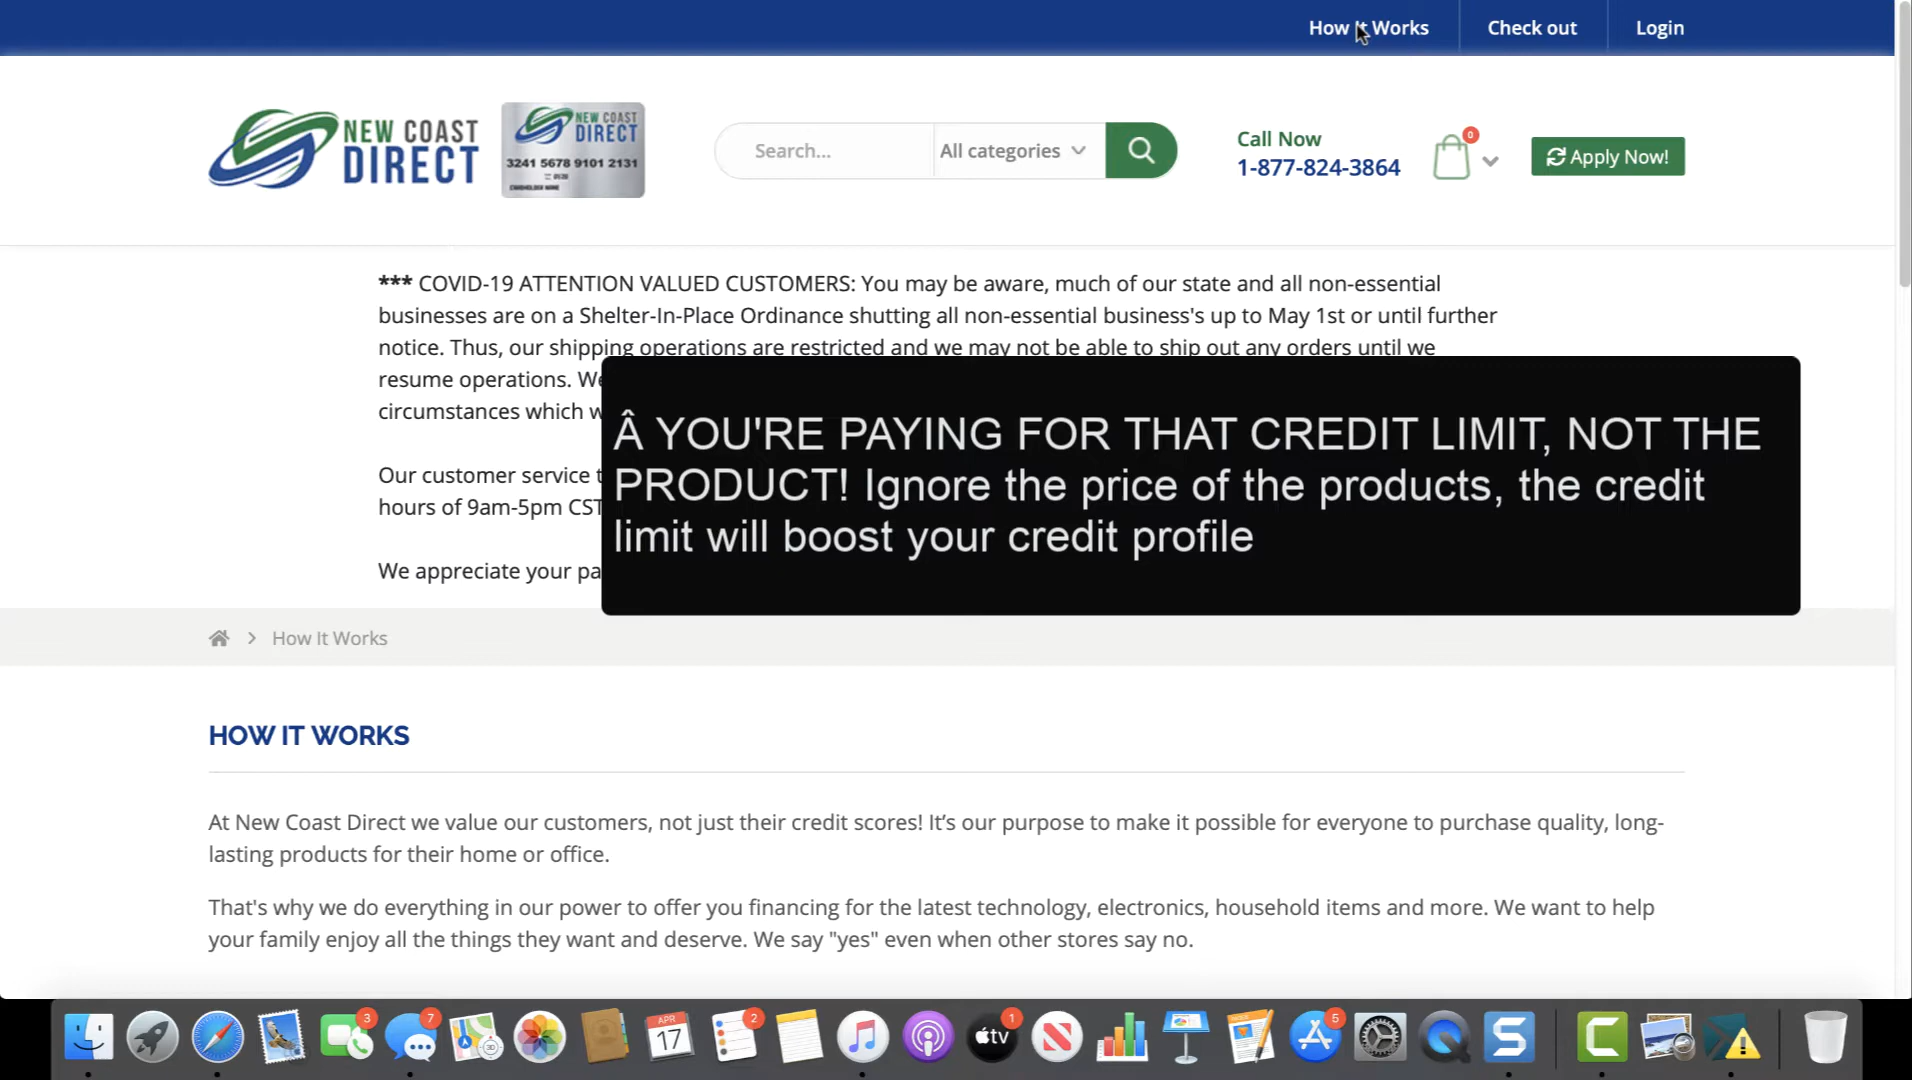 How It Works
Check out
Login
NEW COAST
DIRECT
NEW COAST
DIRECT
3241 5678 9101 2131
CARDHOLDER NAME
Search...
All categories
Call Now
1-877-824-3864
0
Apply Now!
*** COVID-19 ATTENTION VALUED CUSTOMERS: You may be aware, much of our state and all non-essential
businesses are on a Shelter-In-Place Ordinance shutting all non-essential business's up to May 1st or until further
notice. Thus, our shipping operations are restricted and we may not be able to ship out any orders until we
resume operations. We
circumstances which w
Our customer service t
hours of 9am-5pm CST
We appreciate your pa
Â YOU'RE PAYING FOR THAT CREDIT LIMIT, NOT THE
PRODUCT! Ignore the price of the products, the credit
limit will boost your credit profile
How It Works
HOW IT WORKS
At New Coast Direct we value our customers, not just their credit scores! It’s our purpose to make it possible for everyone to purchase quality, long-
lasting products for their home or office.
That's why we do everything in our power to offer you financing for the latest technology, electronics, household items and more. We want to help
your family enjoy all the things they want and deserve. We say "yes" even when other stores say no.
3
7
APR
17
2
tv
1
5